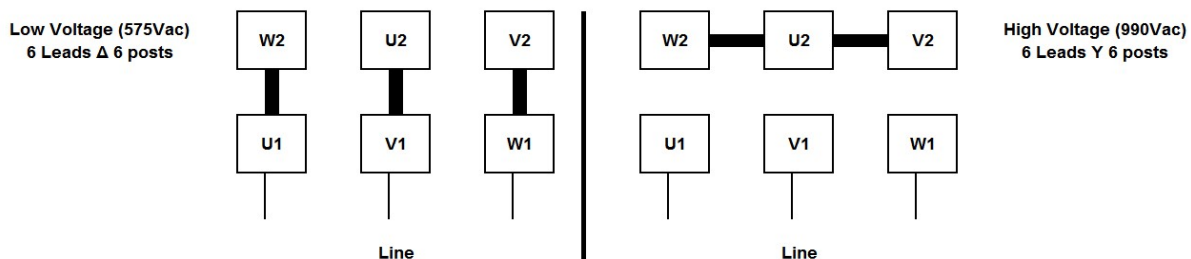 Low Voltage (575Vac)
6 Leads Δ 6 posts
W2 U2 V2
U1 V1 W1
Line
W2 U2 V2
U1 V1 W1
Line
High Voltage (990Vac)
6 Leads Y 6 posts